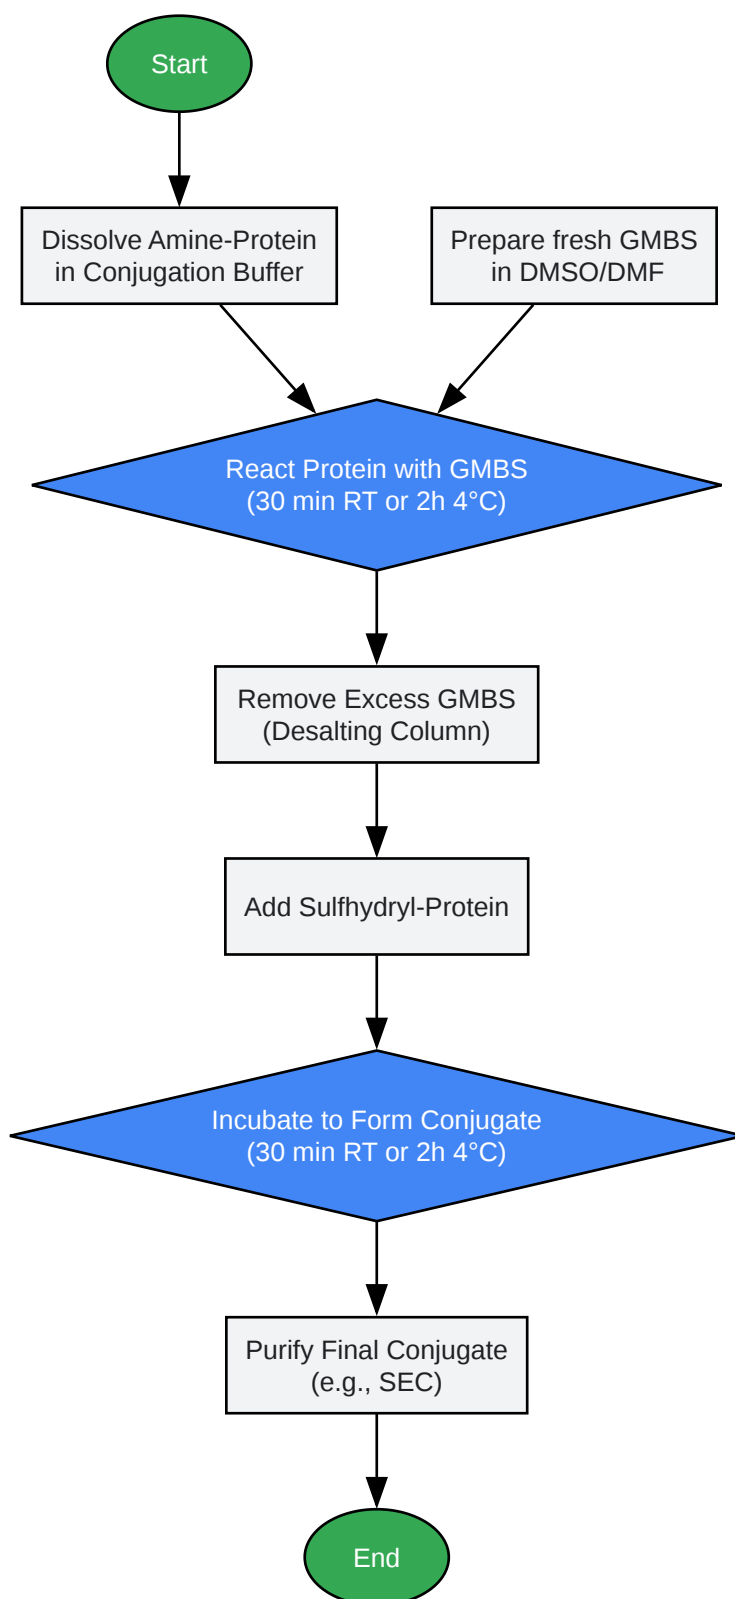 Start
Dissolve Amine-Protein
in Conjugation Buffer
Prepare fresh GMBS
in DMSO/DMF
React Protein with GMBS
(30 min RT or 2h 4°C)
Remove Excess GMBS
(Desalting Column)
Add Sulfhydryl-Protein
Incubate to Form Conjugate
(30 min RT or 2h 4°C)
Purify Final Conjugate
(e.g., SEC)
End